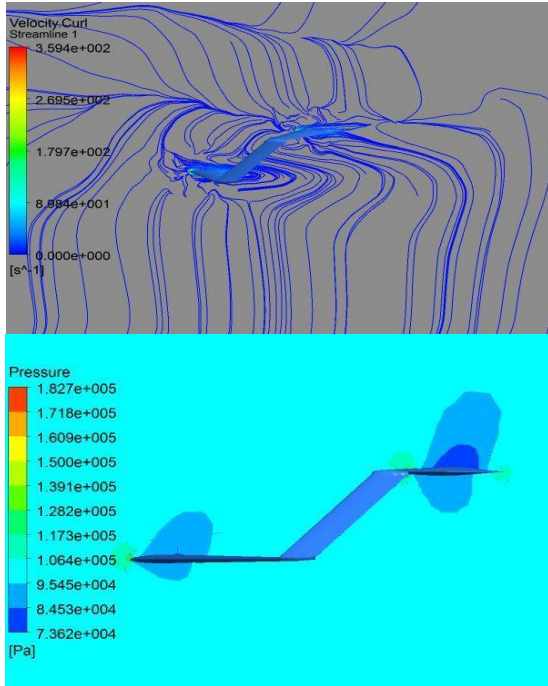 Velocity Curl
Streamline 1
3.594e+002
2.695e+002
1.797e+002
8.984e+001
0.000e+000
[s^-1]
Pressure
1.827e+005
1.718e+005
1.609e+005
1.500e+005
1.391e+005
1.282e+005
1.173e+005
1.064e+005
9.545e+004
8.453e+004
7.362e+004
[Pa]